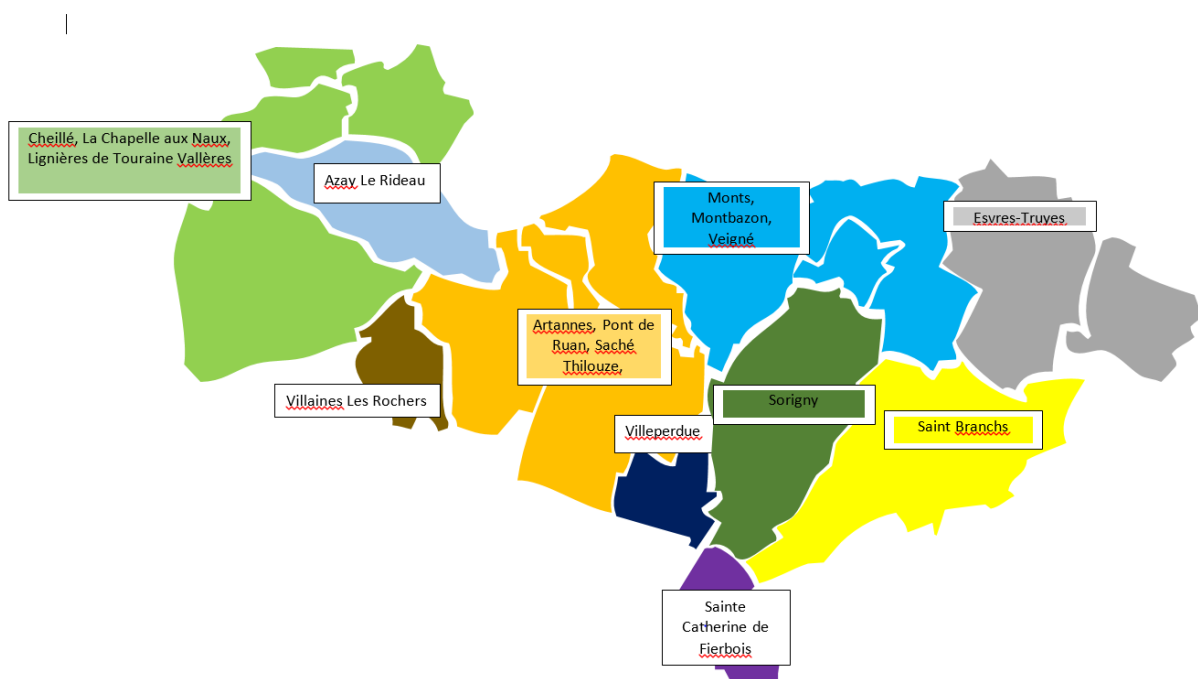 Cheillé, La Chapelle aux Naux,
Lignières de Touraine Vallères
Azay Le Rideau
Monts,
Montbazon,
Veigné
Esvres-Truyes
Artannes, Pont de
Ruan, Saché
Thilouze,
Villaines Les Rochers
Sorigny
Villeperdue
Saint Branchs
Sainte
Catherine de
Fierbois